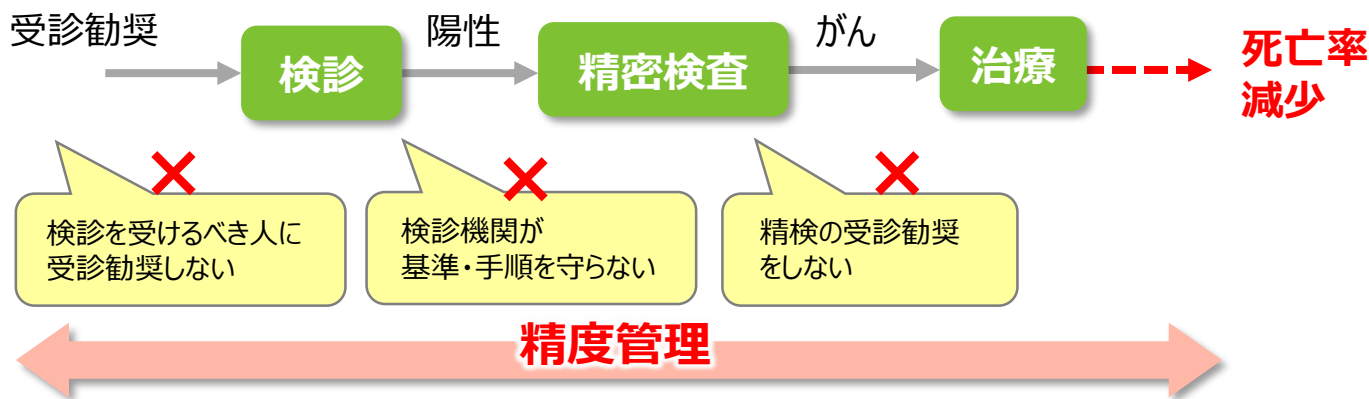 受診勧奨
検診
陽性
精密検査
がん
治療
死亡率
減少
検診を受けるべき人に
受診勧奨しない
検診機関が
基準・手順を守らない
精検の受診勧奨
をしない
精度管理